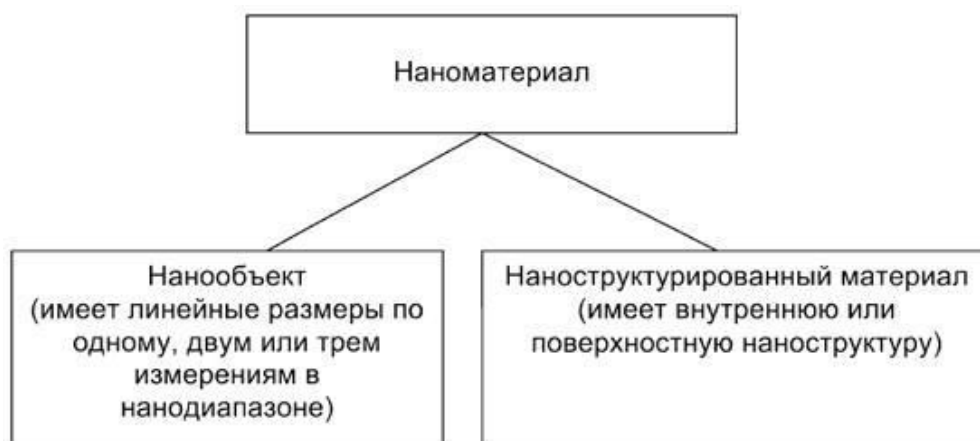 Наноматериал
Нанообъект
(имеет линейные размеры по
одному, двум или трем
измерениям в
нанодиапазоне)
Наноструктурированный материал
(имеет внутреннюю или
поверхностную наноструктуру)